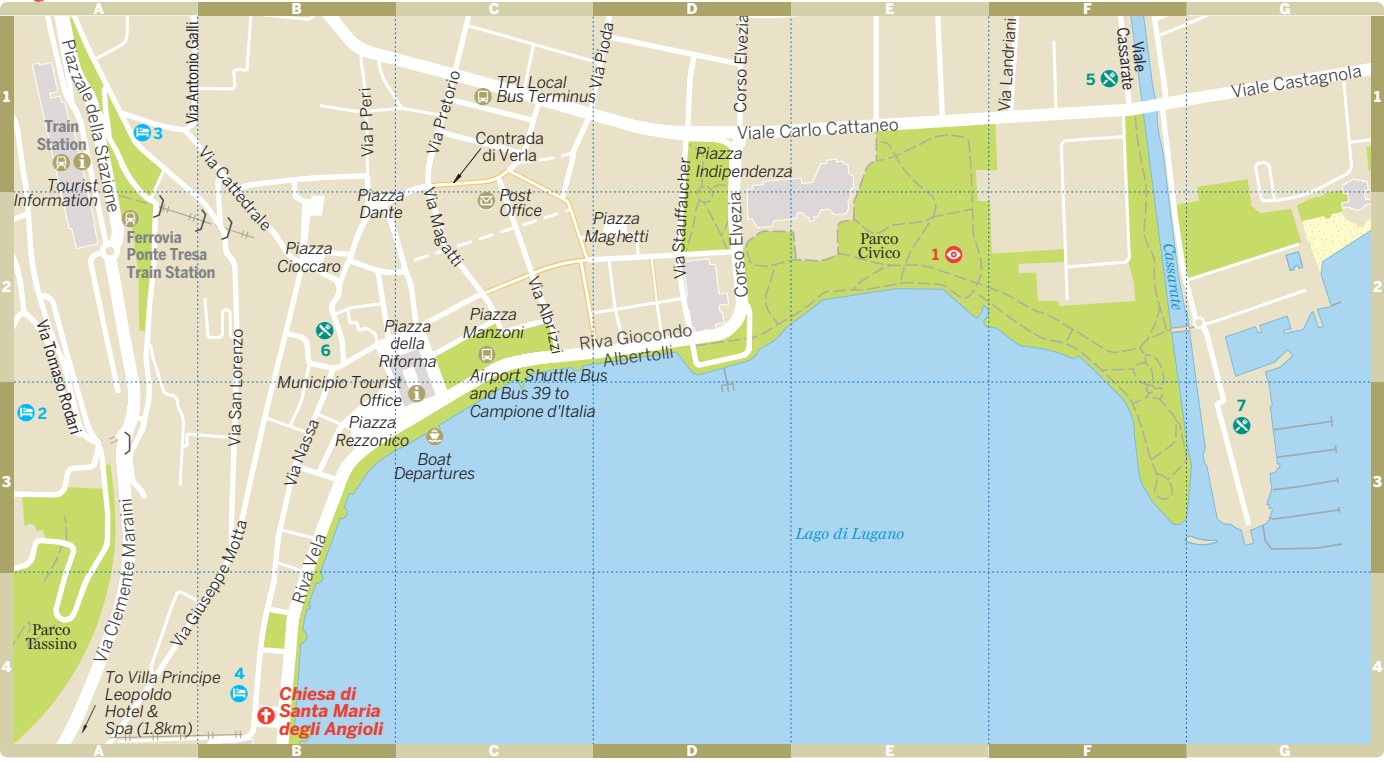 A B C D E F G
1
2
3
4
Piazzale della Stazione
Train
Station
Tourist
Information
3
Via Antonio Galli
Via Cattedrale
Ferrovia
Ponte Tresa
Train Station
Via Tomaso Rodari
2
Via Clemente Maraini
Parco
Tassino
To Villa Principe
Leopoldo
Hotel &
Spa (1.8km)
Via P Peri
Via Pretorio
TPL Local
Bus Terminus
Via Pioda
Contrada
di Verla
Piazza
Dante
Via Magatti
Post
Office
Piazza
Cioccaro
6
Via San Lorenzo
Piazza
Maghetti
Via Albrizzi
Piazza
Manzoni
Piazza
della
Riforma
Municipio Tourist
Office
Airport Shuttle Bus
and Bus 39 to
Campione d'Italia
Piazza
Rezzonico
Boat
Departures
Via Nassa
Via Giuseppe Motta
Riva Vela
4
Chiesa di
Santa Maria
degli Angioli
Riva Giocondo
Albertolli
Via Stauffacher
Corso Elvezia
Corso Elvezia
Piazza
Indipendenza
Viale Carlo Cattaneo
Parco
Civico
1
Via Landriani
5
Viale
Cassarate
Viale Castagnola
Cassarate
7
Lago di Lugano
1
2
3
4
A B C D E F G